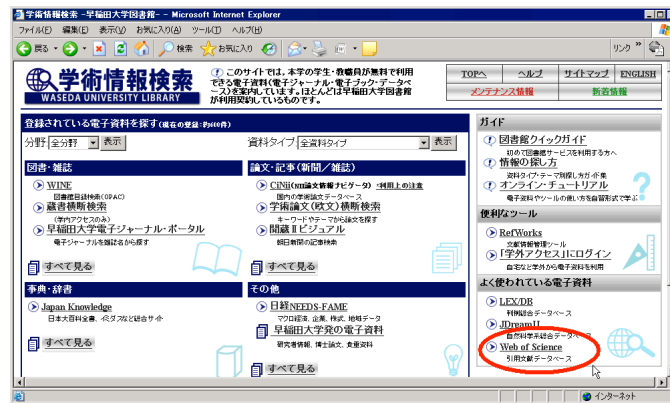 学術情報検索 -早稲田大学図書館- - Microsoft Internet Explorer
ファイル(F) 編集(E) 表示(V) お気に入り(A) ツール(T) ヘルプ(H)
戻る 検索 お気に入り リンク
学術情報検索
WASEDA UNIVERSITY LIBRARY
このサイトでは、本学の学生・教職員が無料で利用
できる電子資料(電子ジャーナル・電子ブック・データベ
ース)を案内しています。ほとんどは早稲田大学図書館
が利用契約しているものです。
TOPへ ヘルプ サイトマップ ENGLISH
メンテナンス情報 新着情報
登録されている電子資料を探す(現在の登録:約660件)
分野 全分野 表示 資料タイプ 全資料タイプ 表示
図書・雑誌
WINE
図書館目録検索(OPAC)
蔵書横断検索
(学内アクセスのみ)
早稲田大学電子ジャーナル・ポータル
電子ジャーナルを雑誌名から探す
すべて見る
論文・記事(新聞/雑誌)
CiNii(NII論文情報ナビゲータ) *利用上の注意
国内の学術論文データベース
学術論文(欧文)横断検索
キーワードやテーマから論文を探す
聞蔵Ⅱビジュアル
朝日新聞の記事検索
すべて見る
事典・辞書
Japan Knowledge
日本大百科全書、イミダスなど総合サイト
すべて見る
その他
日経NEEDS-FAME
マクロ経済、企業、株式、地域データ
早稲田大学発の電子資料
研究者情報、博士論文、貴重資料
すべて見る
ガイド
図書館クイックガイド
初めて図書館サービスを利用する方へ
情報の探し方
資料タイプ・テーマ別探し方ガイド集
オンライン・チュートリアル
電子資料やツールの使い方を自習形式で学ぶ
便利なツール
RefWorks
文献情報管理ツール
「学外アクセス」にログイン
自宅など学外から電子資料を利用
よく使われている電子資料
LEX/DB
判例総合データベース
JDreamII
自然科学系総合データベース
Web of Science
引用文献データベース
インターネット